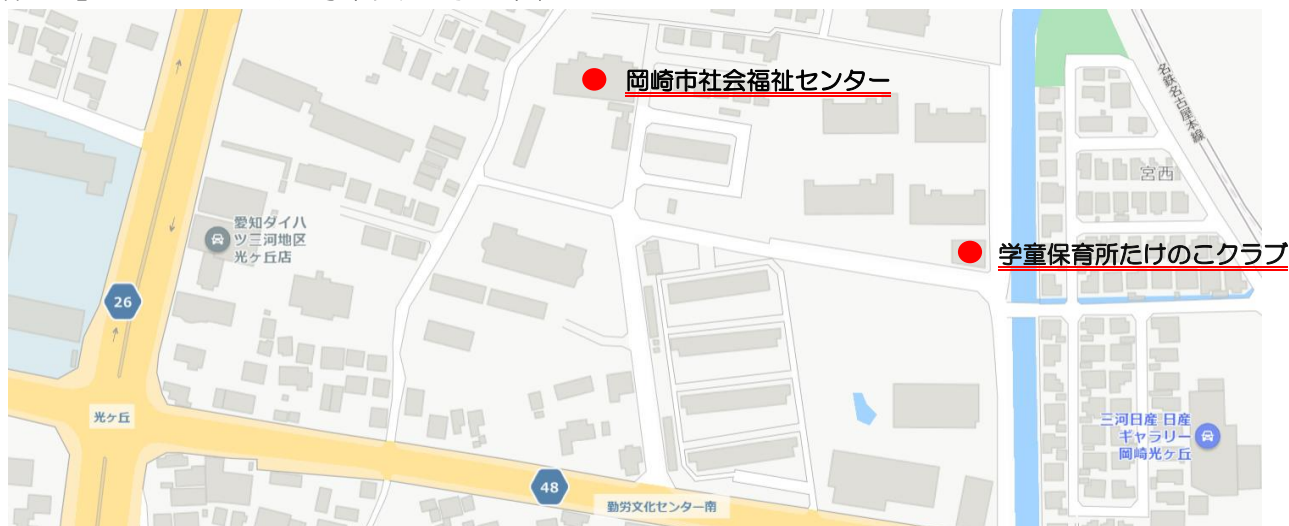 岡崎市社会福祉センター
名鉄名古屋本線
宮西
愛知ダイハ
ツ三河地区
光ヶ丘店
学童保育所たけのこクラブ
26
光ヶ丘
三河日産 日産
ギャラリー
岡崎光ヶ丘
48
勤労文化センター南